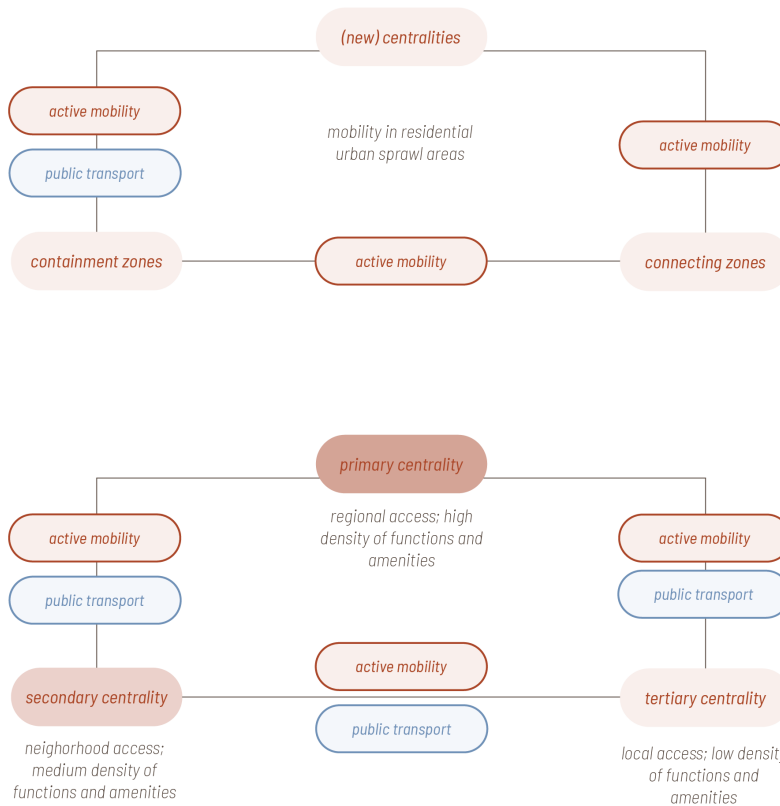 (new) centralities
active mobility
mobility in residential
urban sprawl areas
active mobility
public transport
containment zones
active mobility
connecting zones
primary centrality
regional access; high
density of functions and
amenities
active mobility
active mobility
public transport
public transport
active mobility
secondary centrality
tertiary centrality
public transport
neighorhood access;
medium density of
functions and amenities
local access; low density
of functions and
amenities